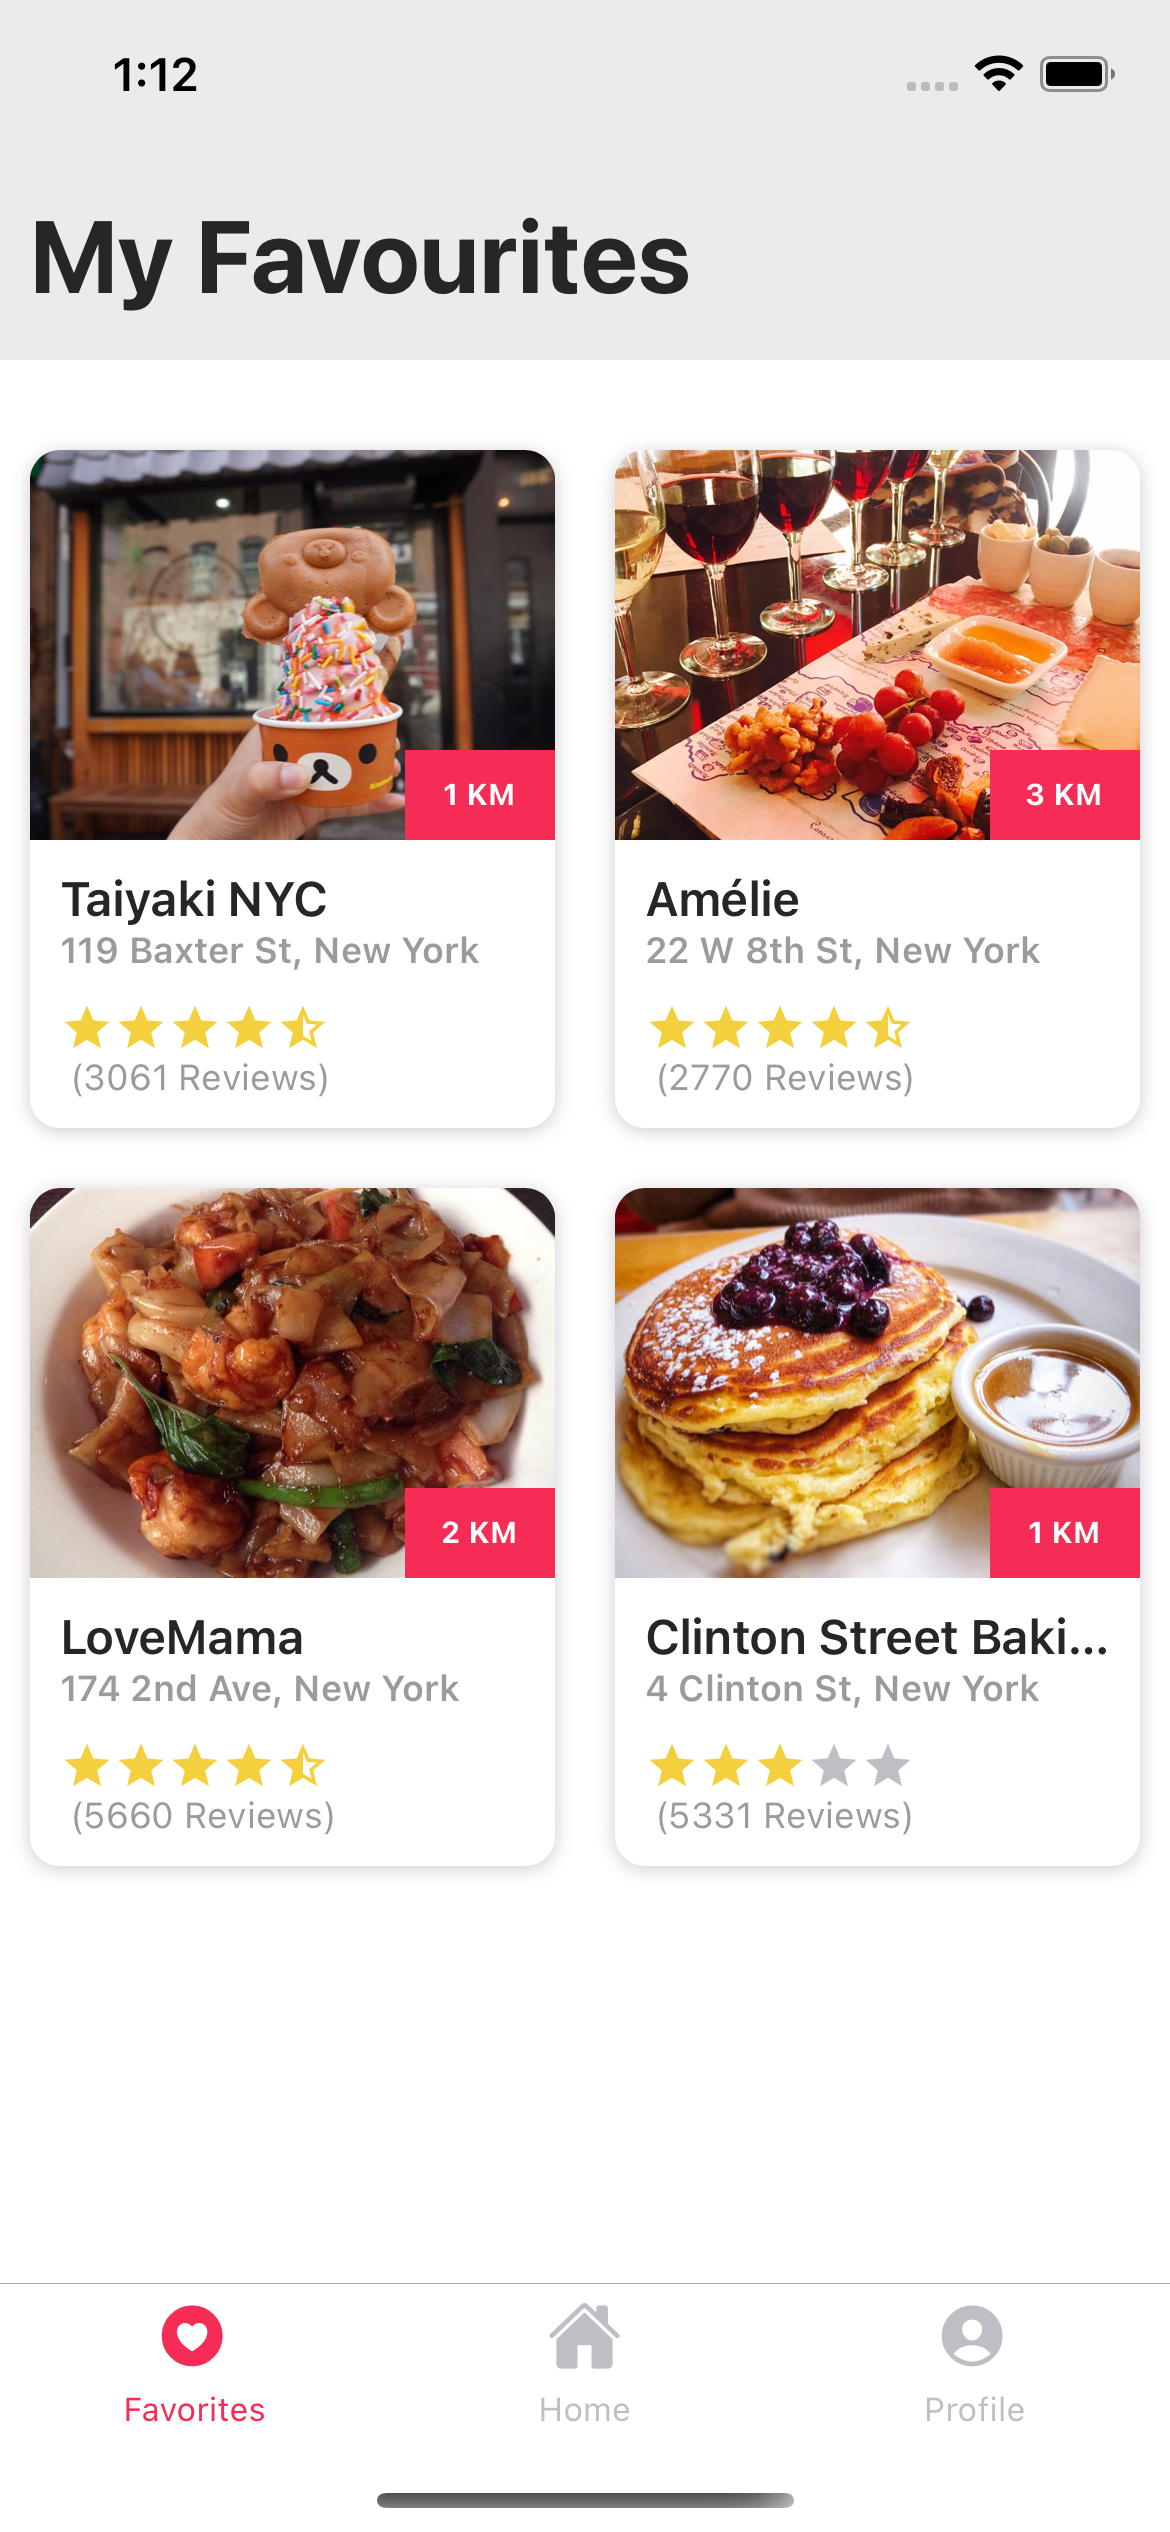 1:12
My Favourites
1 KM
3 KM
Taiyaki NYC
119 Baxter St, New York
(3061 Reviews)
Amélie
22 W 8th St, New York
(2770 Reviews)
2 KM
1 KM
LoveMama
174 2nd Ave, New York
(5660 Reviews)
Clinton Street Baki...
4 Clinton St, New York
(5331 Reviews)
Favorites
Home
Profile